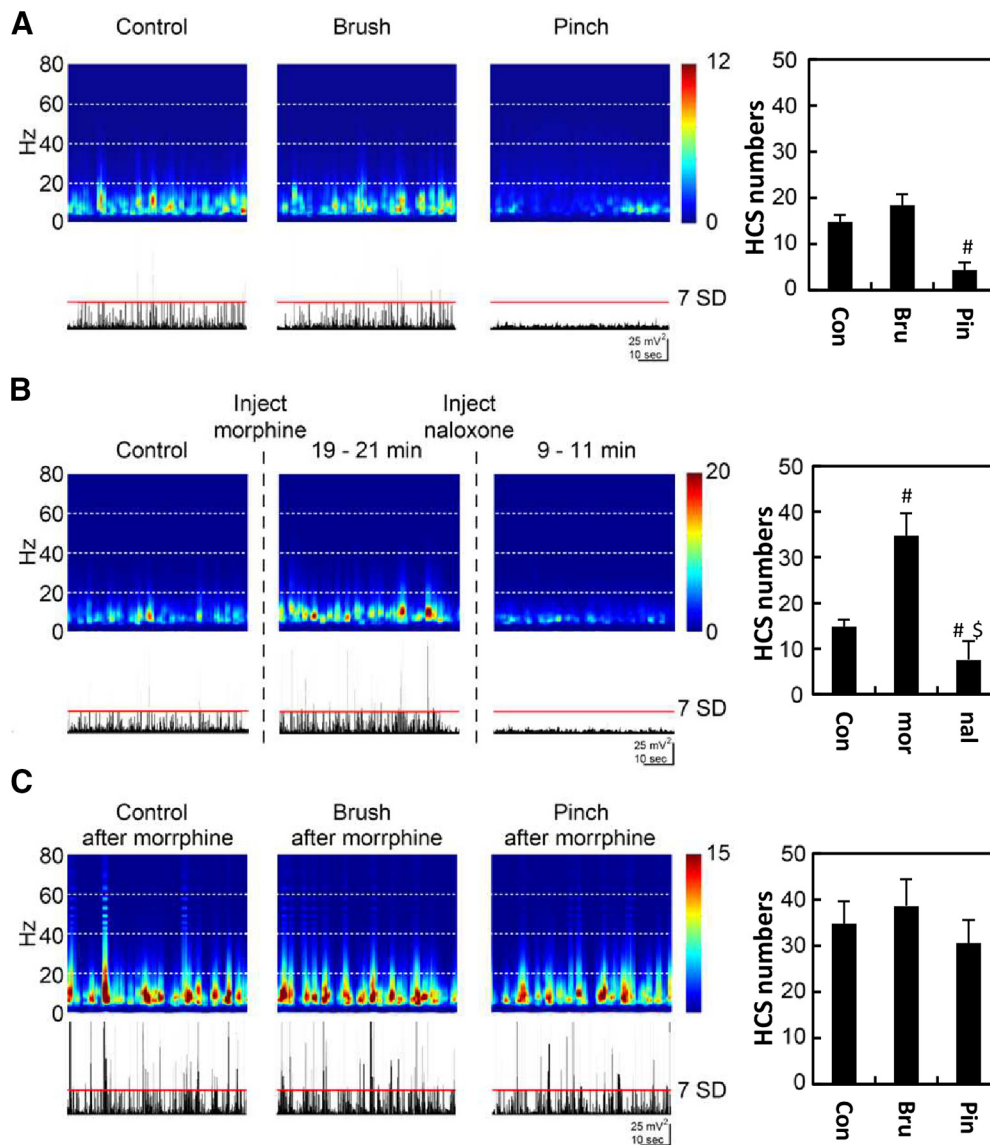 A
Control Brush Pinch
80
60
40
20
0
Hz
12
0
7 SD
25 mV²
10 sec
HCS numbers
50
40
30
20
10
0
Con Bru Pin
#
B
Inject morphine
Inject naloxone
Control 19 - 21 min 9 - 11 min
80
60
40
20
0
Hz
20
0
7 SD
25 mV²
10 sec
HCS numbers
50
40
30
20
10
0
#
# $
Con mor nal
C
Control after morrphine
Brush after morrphine
Pinch after morrphine
80
60
40
20
0
Hz
15
0
7 SD
25 mV²
10 sec
HCS numbers
50
40
30
20
10
0
Con Bru Pin